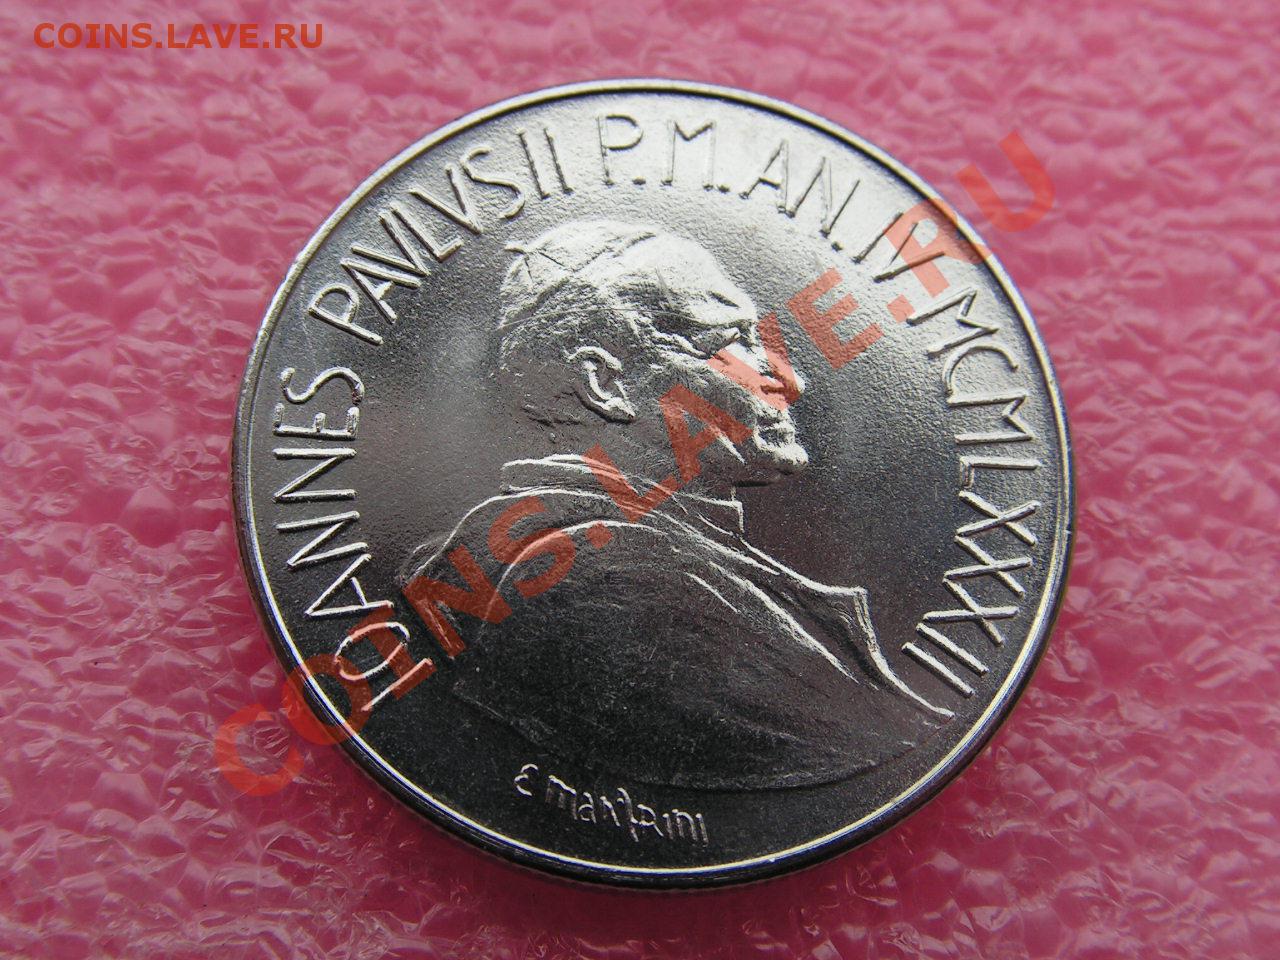 COINS.LAVE.RU
IOANNES PAVLVS II P.M.AN.IV MCMLXXXII
E MANFRINI
COINS.LAVE.RU